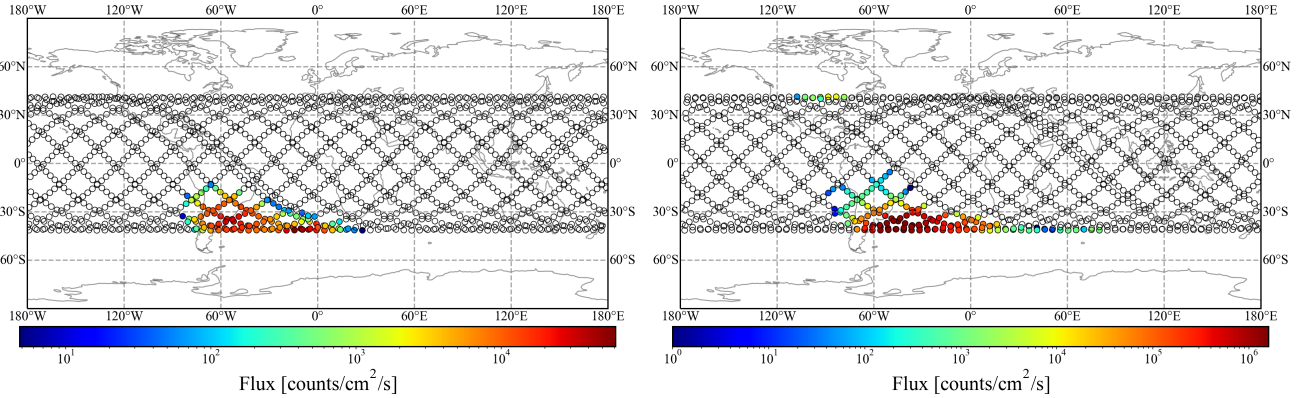 180°W 120°W 60°W 0° 60°E 120°E 180°E 180°W 120°W 60°W 0° 60°E 120°E 180°E
60°N 60°N 60°N
30°N 30°N 30°N
0° 0° 0°
30°S 30°S 30°S
60°S 60°S 60°S
180°W 120°W 60°W 0° 60°E 120°E 180°E 180°W 120°W 60°W 0° 60°E 120°E 180°E
10¹ 10² 10³ 10⁴ 10⁰ 10¹ 10² 10³ 10⁴ 10⁵ 10⁶
Flux [counts/cm²/s] Flux [counts/cm²/s]